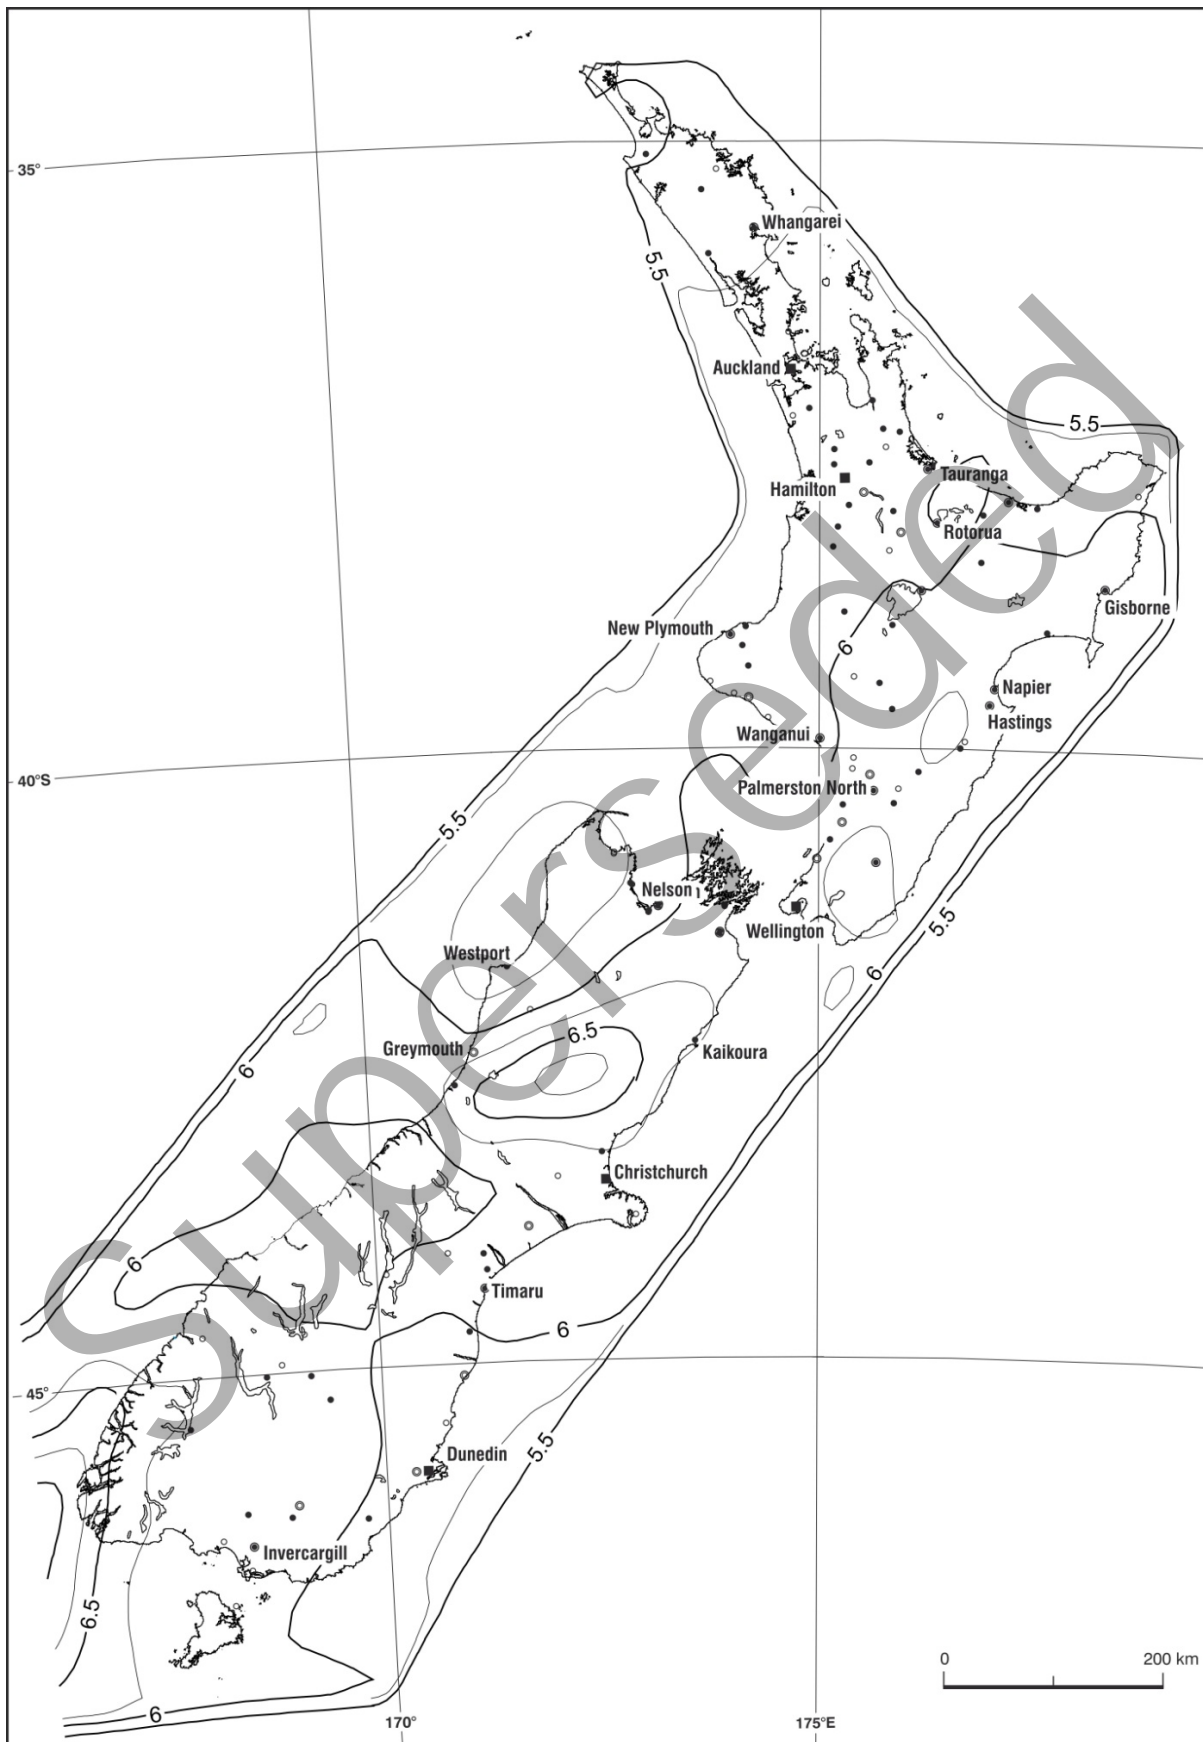 35°
Whangarei
5.5
Auckland
5.5
Tauranga
Hamilton
Rotorua
Gisborne
New Plymouth
6
Napier
Hastings
Wanganui
40°S
Palmerston North
5.5
Nelson
Wellington
5.5
Westport
6
6.5
Greymouth
Kaikoura
6
Christchurch
6
Timaru
6
45°
5.5
Dunedin
Invercargill
6.5
0
200 km
6
170°
175°E
Superseded